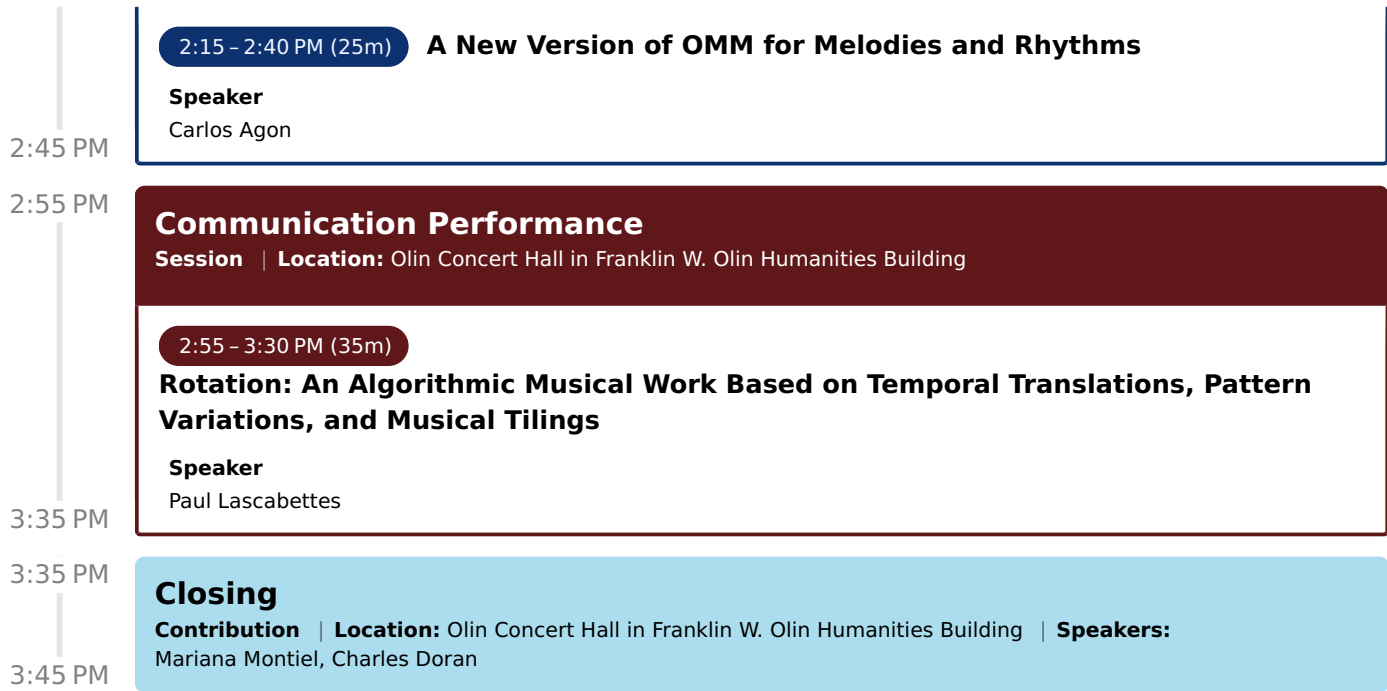 2:15 – 2:40 PM (25m) A New Version of OMM for Melodies and Rhythms
Speaker
Carlos Agon
2:45 PM
2:55 PM
Communication Performance
Session | Location: Olin Concert Hall in Franklin W. Olin Humanities Building
2:55 – 3:30 PM (35m)
Rotation: An Algorithmic Musical Work Based on Temporal Translations, Pattern
Variations, and Musical Tilings
Speaker
Paul Lascabettes
3:35 PM
3:35 PM
Closing
Contribution | Location: Olin Concert Hall in Franklin W. Olin Humanities Building | Speakers:
Mariana Montiel, Charles Doran
3:45 PM